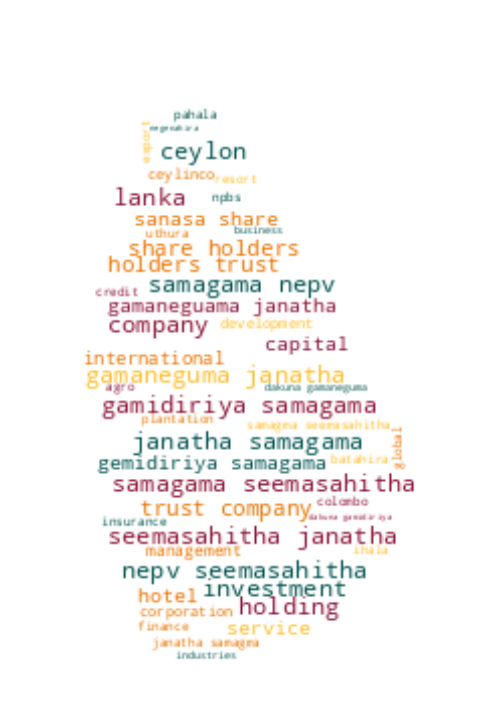 pahala
negenahira
export
ceylon
ceylinco
resort
lanka
npbs
sanasa share
uthura
business
share holders
holders trust
samagama nepv
credit
gamaneguama janatha
company
development
capital
international
gamaneguma janatha
agro
dakuna gamaneguma
gamidiriya samagama
plantation
samagma seemasahitha
global
janatha samagama
gemidiriya samagama
batahira
samagama seemasahitha
colombo
trust company
dakuna gamidiriya
insurance
seemasahitha janatha
management
ihala
nepv seemasahitha
investment
hotel
holding
corporation
finance
service
janatha samagma
industries